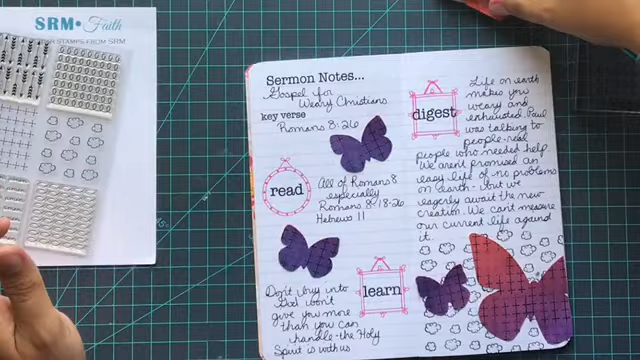 SRM• Faith
STAMPS FROM SRM
Sermon Notes...
Gospel for
Weary Christians
key verse
Romans 8:26
read
All of Romans 8
especially
Romans 8:18-26
Hebrews 11
Don't buy into
God won't
give you more
than you can
handle-the Holy
Spirit is with us
learn
digest
Life on earth
makes you
weary and
exhausted. Paul
was talking to
people-real
people who needed help.
We arent promised an
easy life of no problems
on earth - but we
eagerly await the new
creation. We can't measure
our current life against
it.